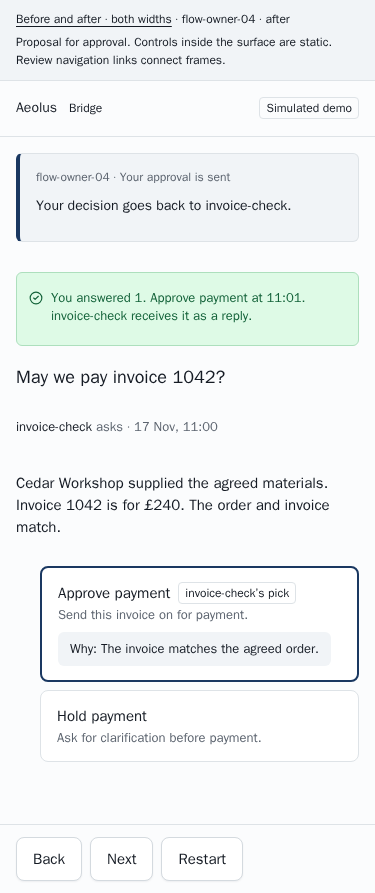 Before and after · both widths · flow-owner-04 · after
Proposal for approval. Controls inside the surface are static.
Review navigation links connect frames.
Aeolus Bridge Simulated demo
flow-owner-04 · Your approval is sent
Your decision goes back to invoice-check.
You answered 1. Approve payment at 11:01.
invoice-check receives it as a reply.
May we pay invoice 1042?
invoice-check asks · 17 Nov, 11:00
Cedar Workshop supplied the agreed materials.
Invoice 1042 is for £240. The order and invoice
match.
Approve payment invoice-check's pick
Send this invoice on for payment.
Why: The invoice matches the agreed order.
Hold payment
Ask for clarification before payment.
Back Next Restart